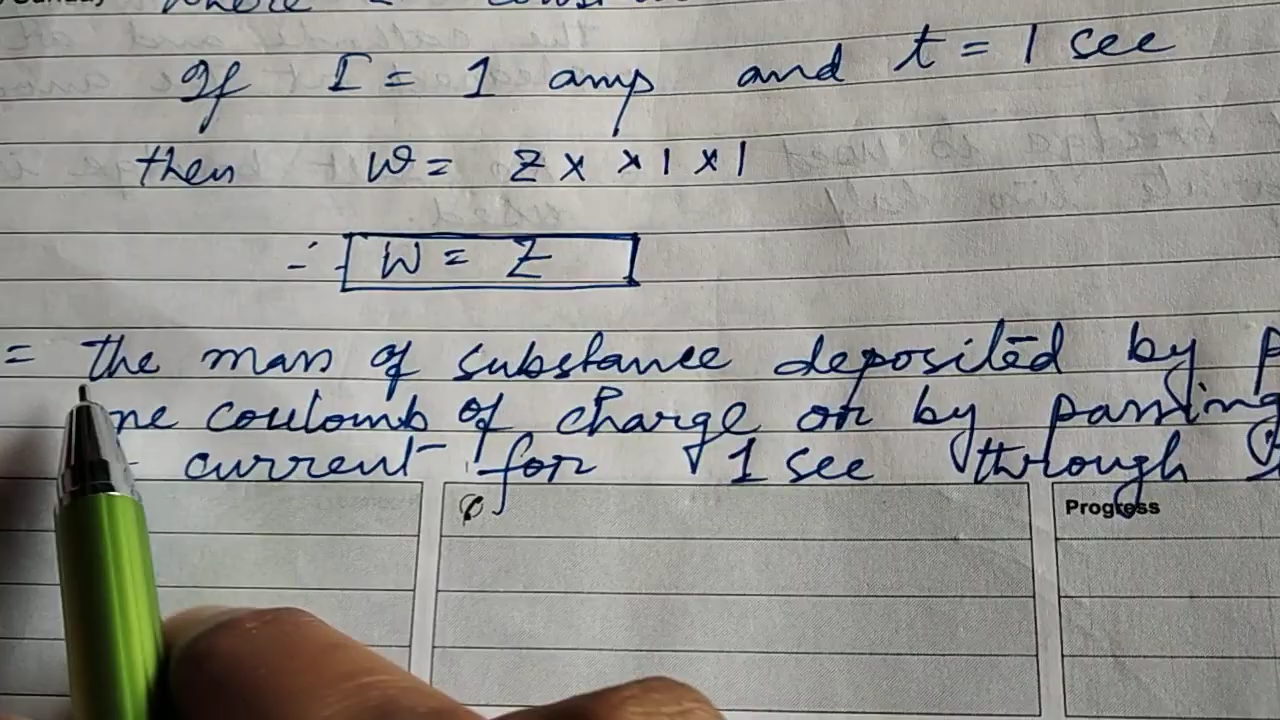 If I = 1 amp and t = 1 sec
then W = Z x x 1 x 1
∴ W = Z
= the mass of substance deposited by
coulomb of charge or by passing
current for 1 sec through
Progress